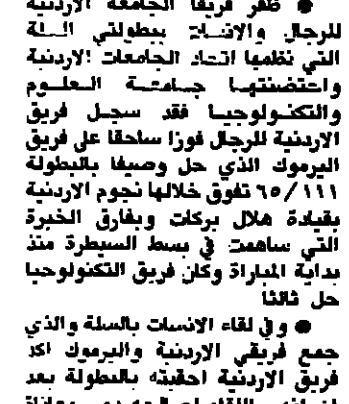 ● ظفر فريقا الجامعة الاردنية
للرجال والانسات ببطولتي السلة
التي نظمها اتحاد الجامعات الاردنية
واحتضنتها جامعة العلوم
والتكنولوجيا فقد سجل فريق
الاردنية للرجال فوزا ساحقا على فريق
اليرموك الذي حل وصيفا بالبطولة
٦٥/١١١ تفوق خلالها نجوم الاردنية
بقيادة هلال بركات وبفارق الخبرة
التي ساهمت في بسط السيطرة منذ
بداية المباراة وكان فريق التكنولوجيا
حل ثالثا
● وفي لقاء الانسات بالسلة والذي
جمع فريقي الاردنية واليرموك اكد
فريق الاردنية احقيته بالبطولة بعد